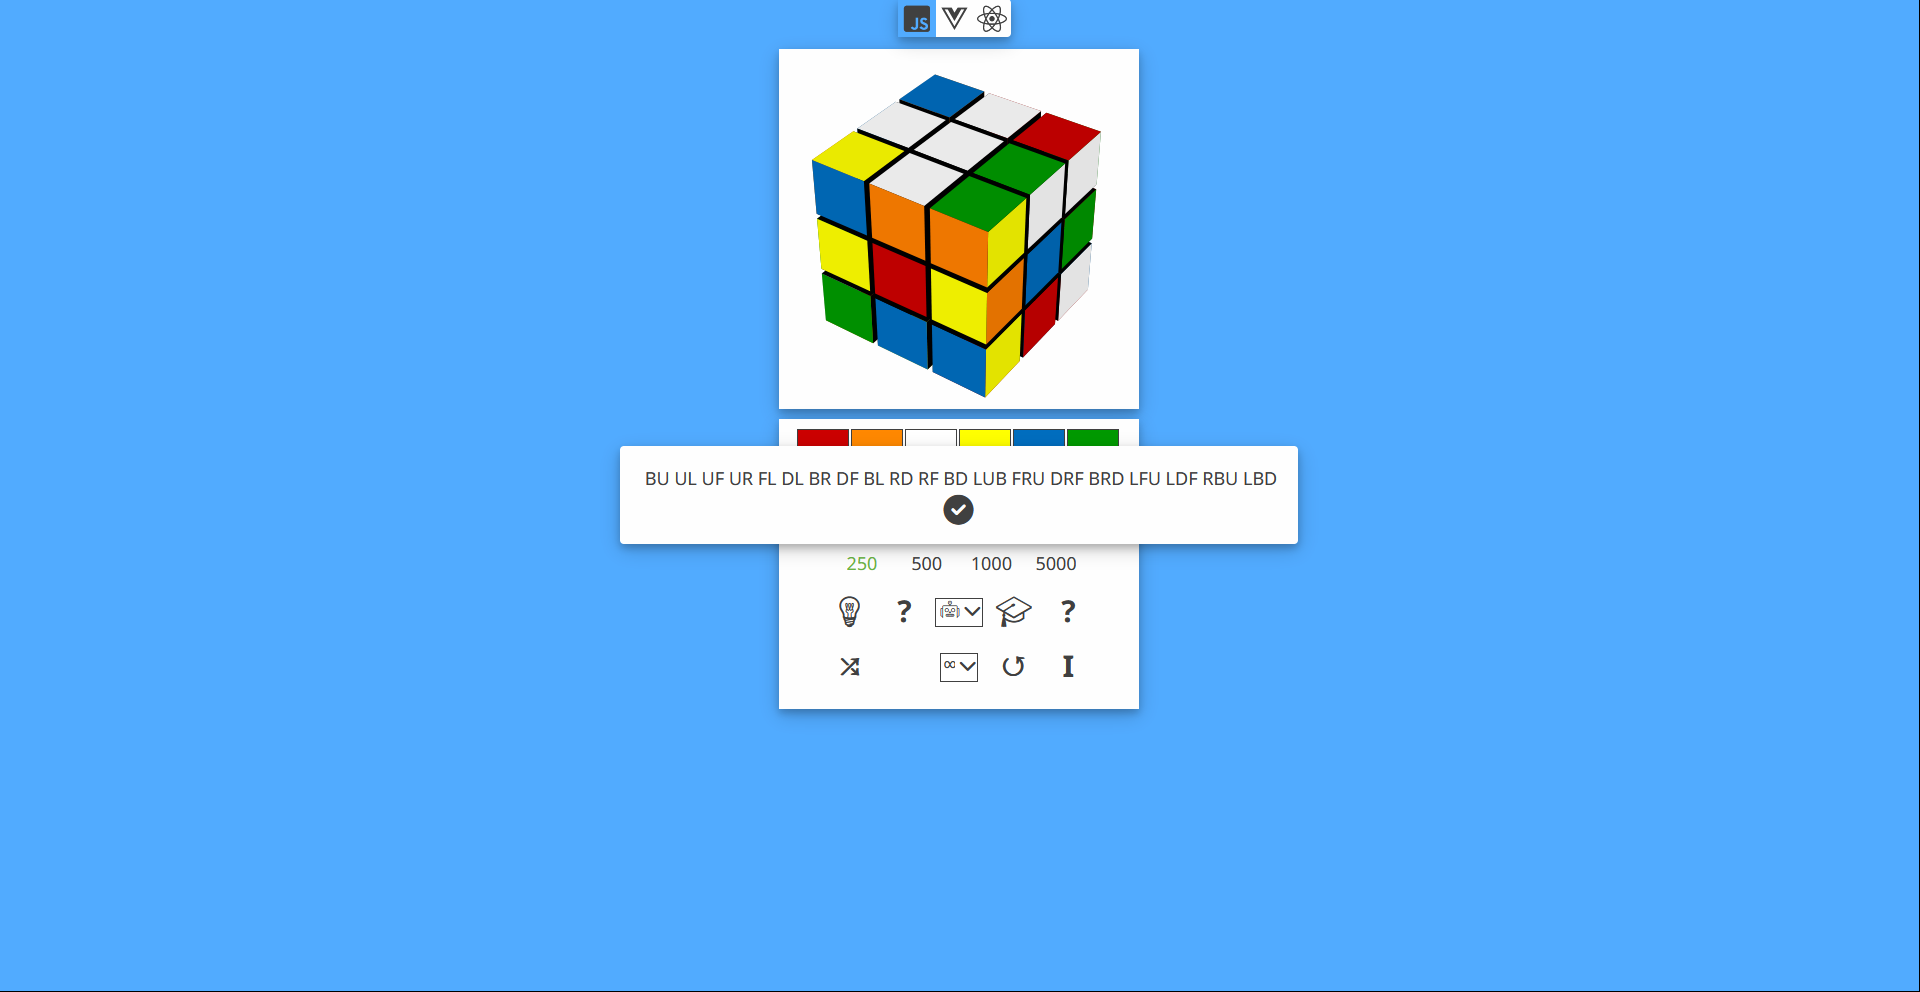 JS
BU UL UF UR FL DL BR DF BL RD RF BD LUB FRU DRF BRD LFU LDF RBU LBD
250 500 1000 5000
? ?
∞ I